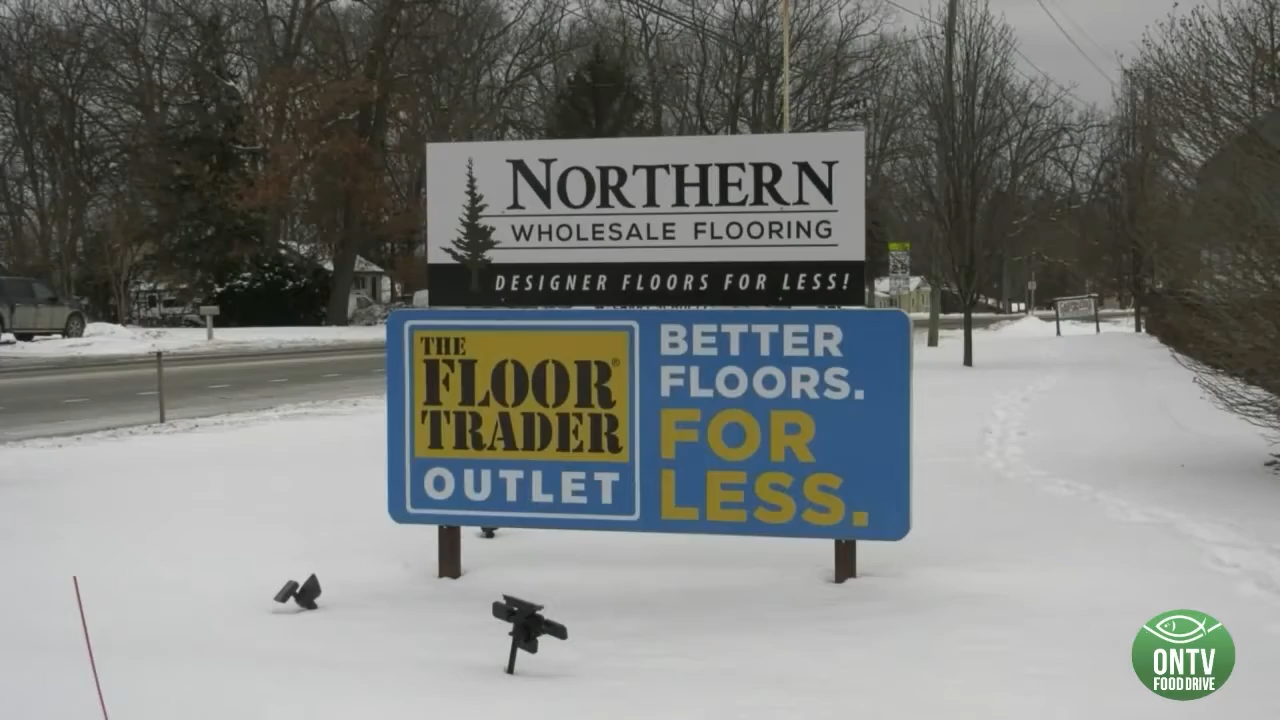 NORTHERN
WHOLESALE FLOORING
DESIGNER FLOORS FOR LESS!
THE
FLOOR
TRADER®
OUTLET
BETTER
FLOORS.
FOR
LESS.
ONTV
FOOD DRIVE